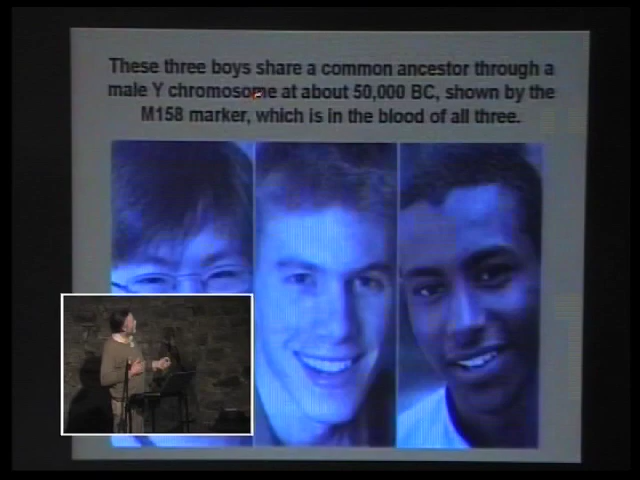 These three boys share a common ancestor through a
male Y chromosome at about 50,000 BC, shown by the
M158 marker, which is in the blood of all three.